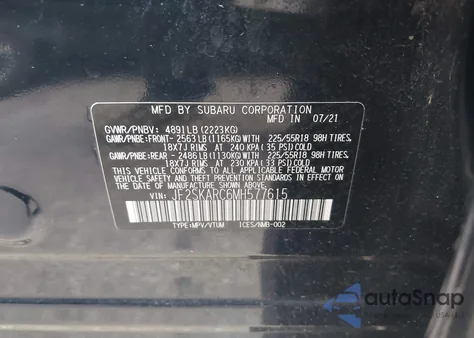 MFD BY SUBARU CORPORATION 07/21
GVWR/PNBV: 4891LB (2223KG)
GAWR/PNBE: FRONT- 2563LB(1165KG)WITH 225/55R18 98H TIRES,
18X7J RIMS AT 240 KPA (35 PSI)COLD
GAWR/PNBE: REAR - 2486LB(1130KG)WITH 225/55R18 98H TIRES,
18X7J RIMS AT 230 KPA (33 PSI)COLD
THIS VEHICLE CONFORMS TO ALL APPLICABLE FEDERAL MOTOR
VEHICLE SAFETY, BUMPER, AND THEFT PREVENTION STANDARDS
IN EFFECT ON THE DATE OF MANUFACTURE SHOWN ABOVE.
VIN: JF2SKARC6MH577615
TYPE:MPV/VTUM ICES/NMB-002
autoSnap